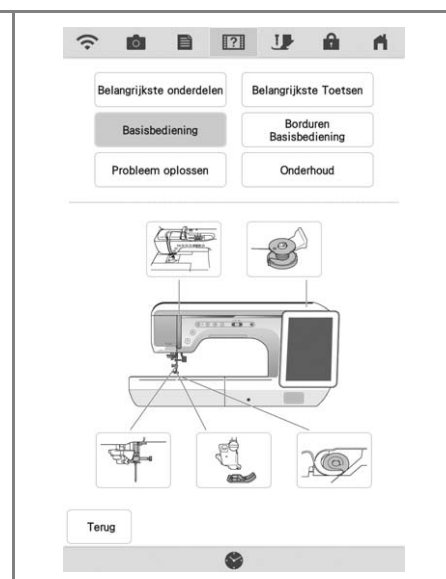 Belangrijkste onderdelen
Belangrijkste Toetsen
Basisbediening
Borduren
Basisbediening
Probleem oplossen
Onderhoud
Terug